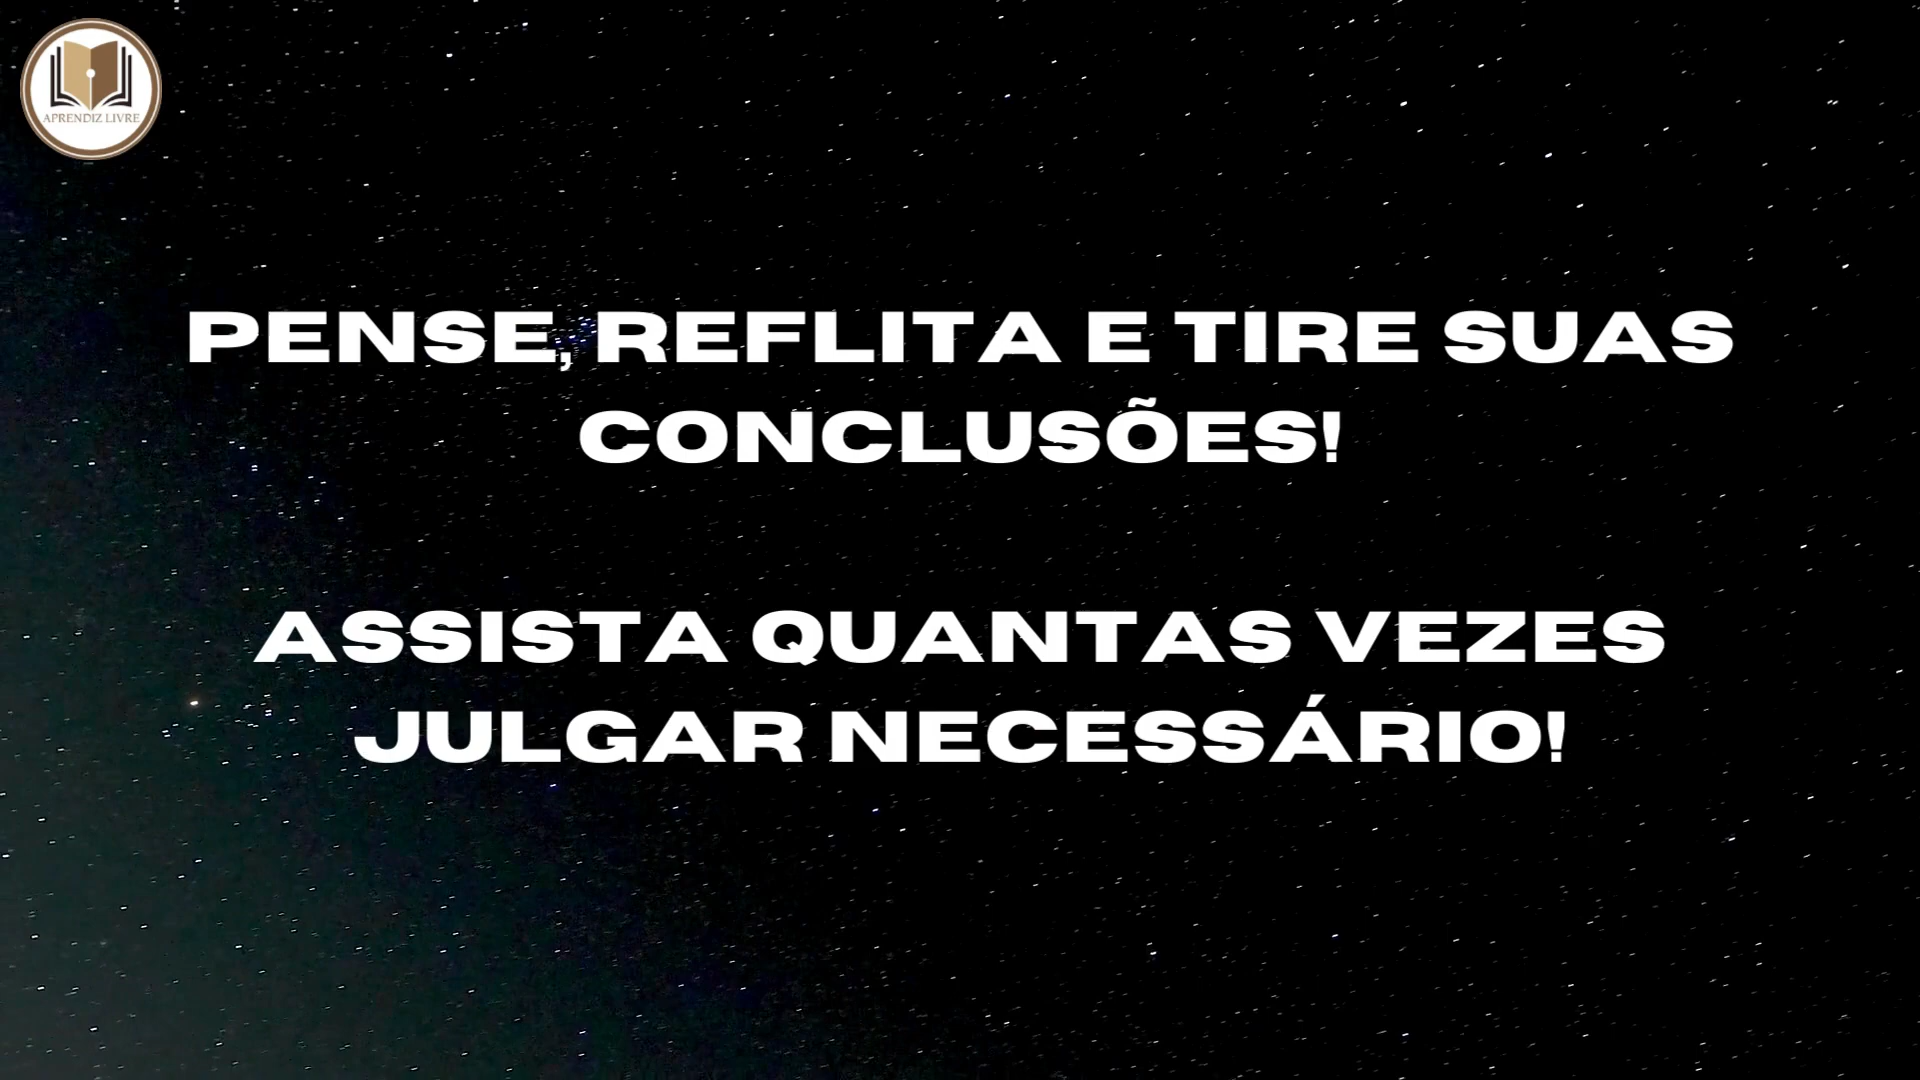 APRENDIZ LIVRE
PENSE, REFLITA E TIRE SUAS
CONCLUSÕES!
ASSISTA QUANTAS VEZES
JULGAR NECESSÁRIO!